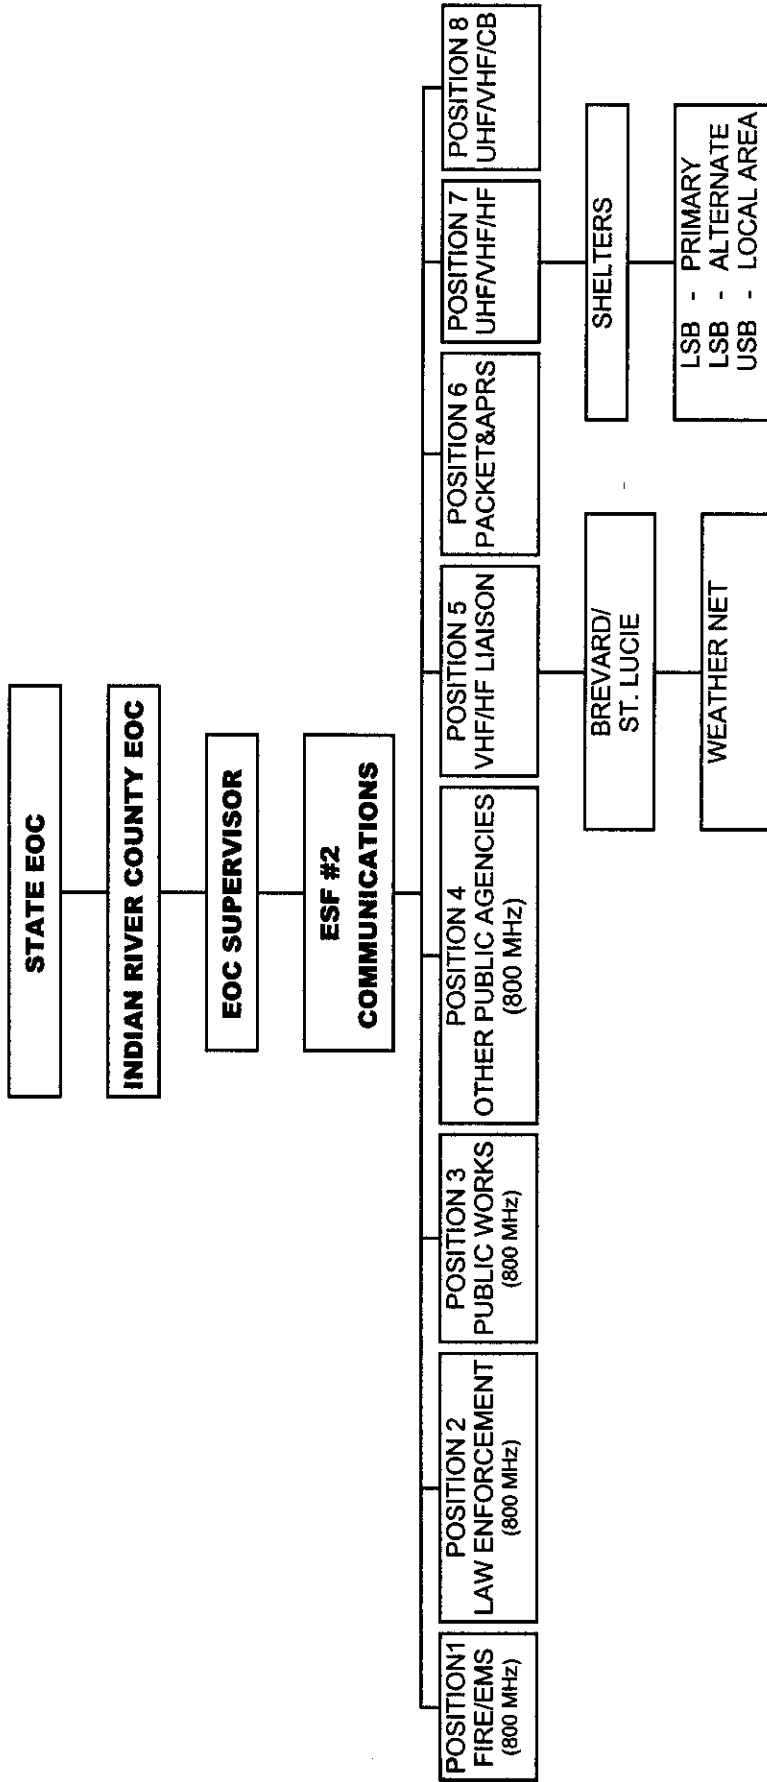 STATE EOC
INDIAN RIVER COUNTY EOC
EOC SUPERVISOR
ESF #2
COMMUNICATIONS
POSITION1
FIRE/EMS
(800 MHz)
POSITION 2
LAW ENFORCEMENT
(800 MHz)
POSITION 3
PUBLIC WORKS
(800 MHz)
POSITION 4
OTHER PUBLIC AGENCIES
(800 MHz)
POSITION 5
VHF/HF LIAISON
POSITION 6
PACKET&APRS
POSITION 7
UHF/VHF/HF
POSITION 8
UHF/VHF/CB
BREVARD/
ST. LUCIE
WEATHER NET
SHELTERS
LSB - PRIMARY
LSB - ALTERNATE
USB - LOCAL AREA